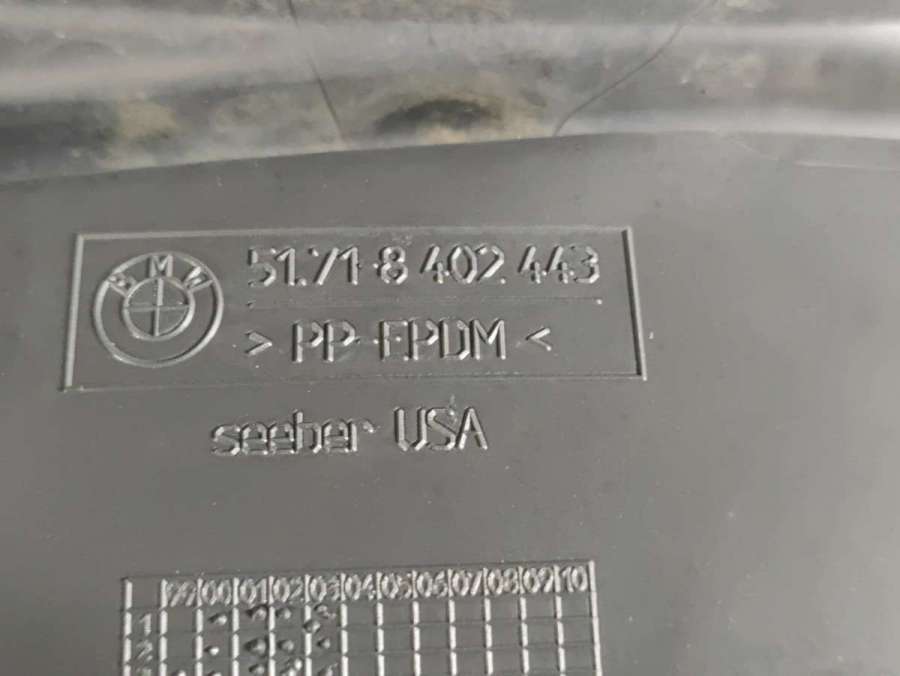 BMW
51.71-8 402 443
> PP-EPDM <
seeber USA
99 00 01 02 03 04 05 06 07 08 09 10
1
2